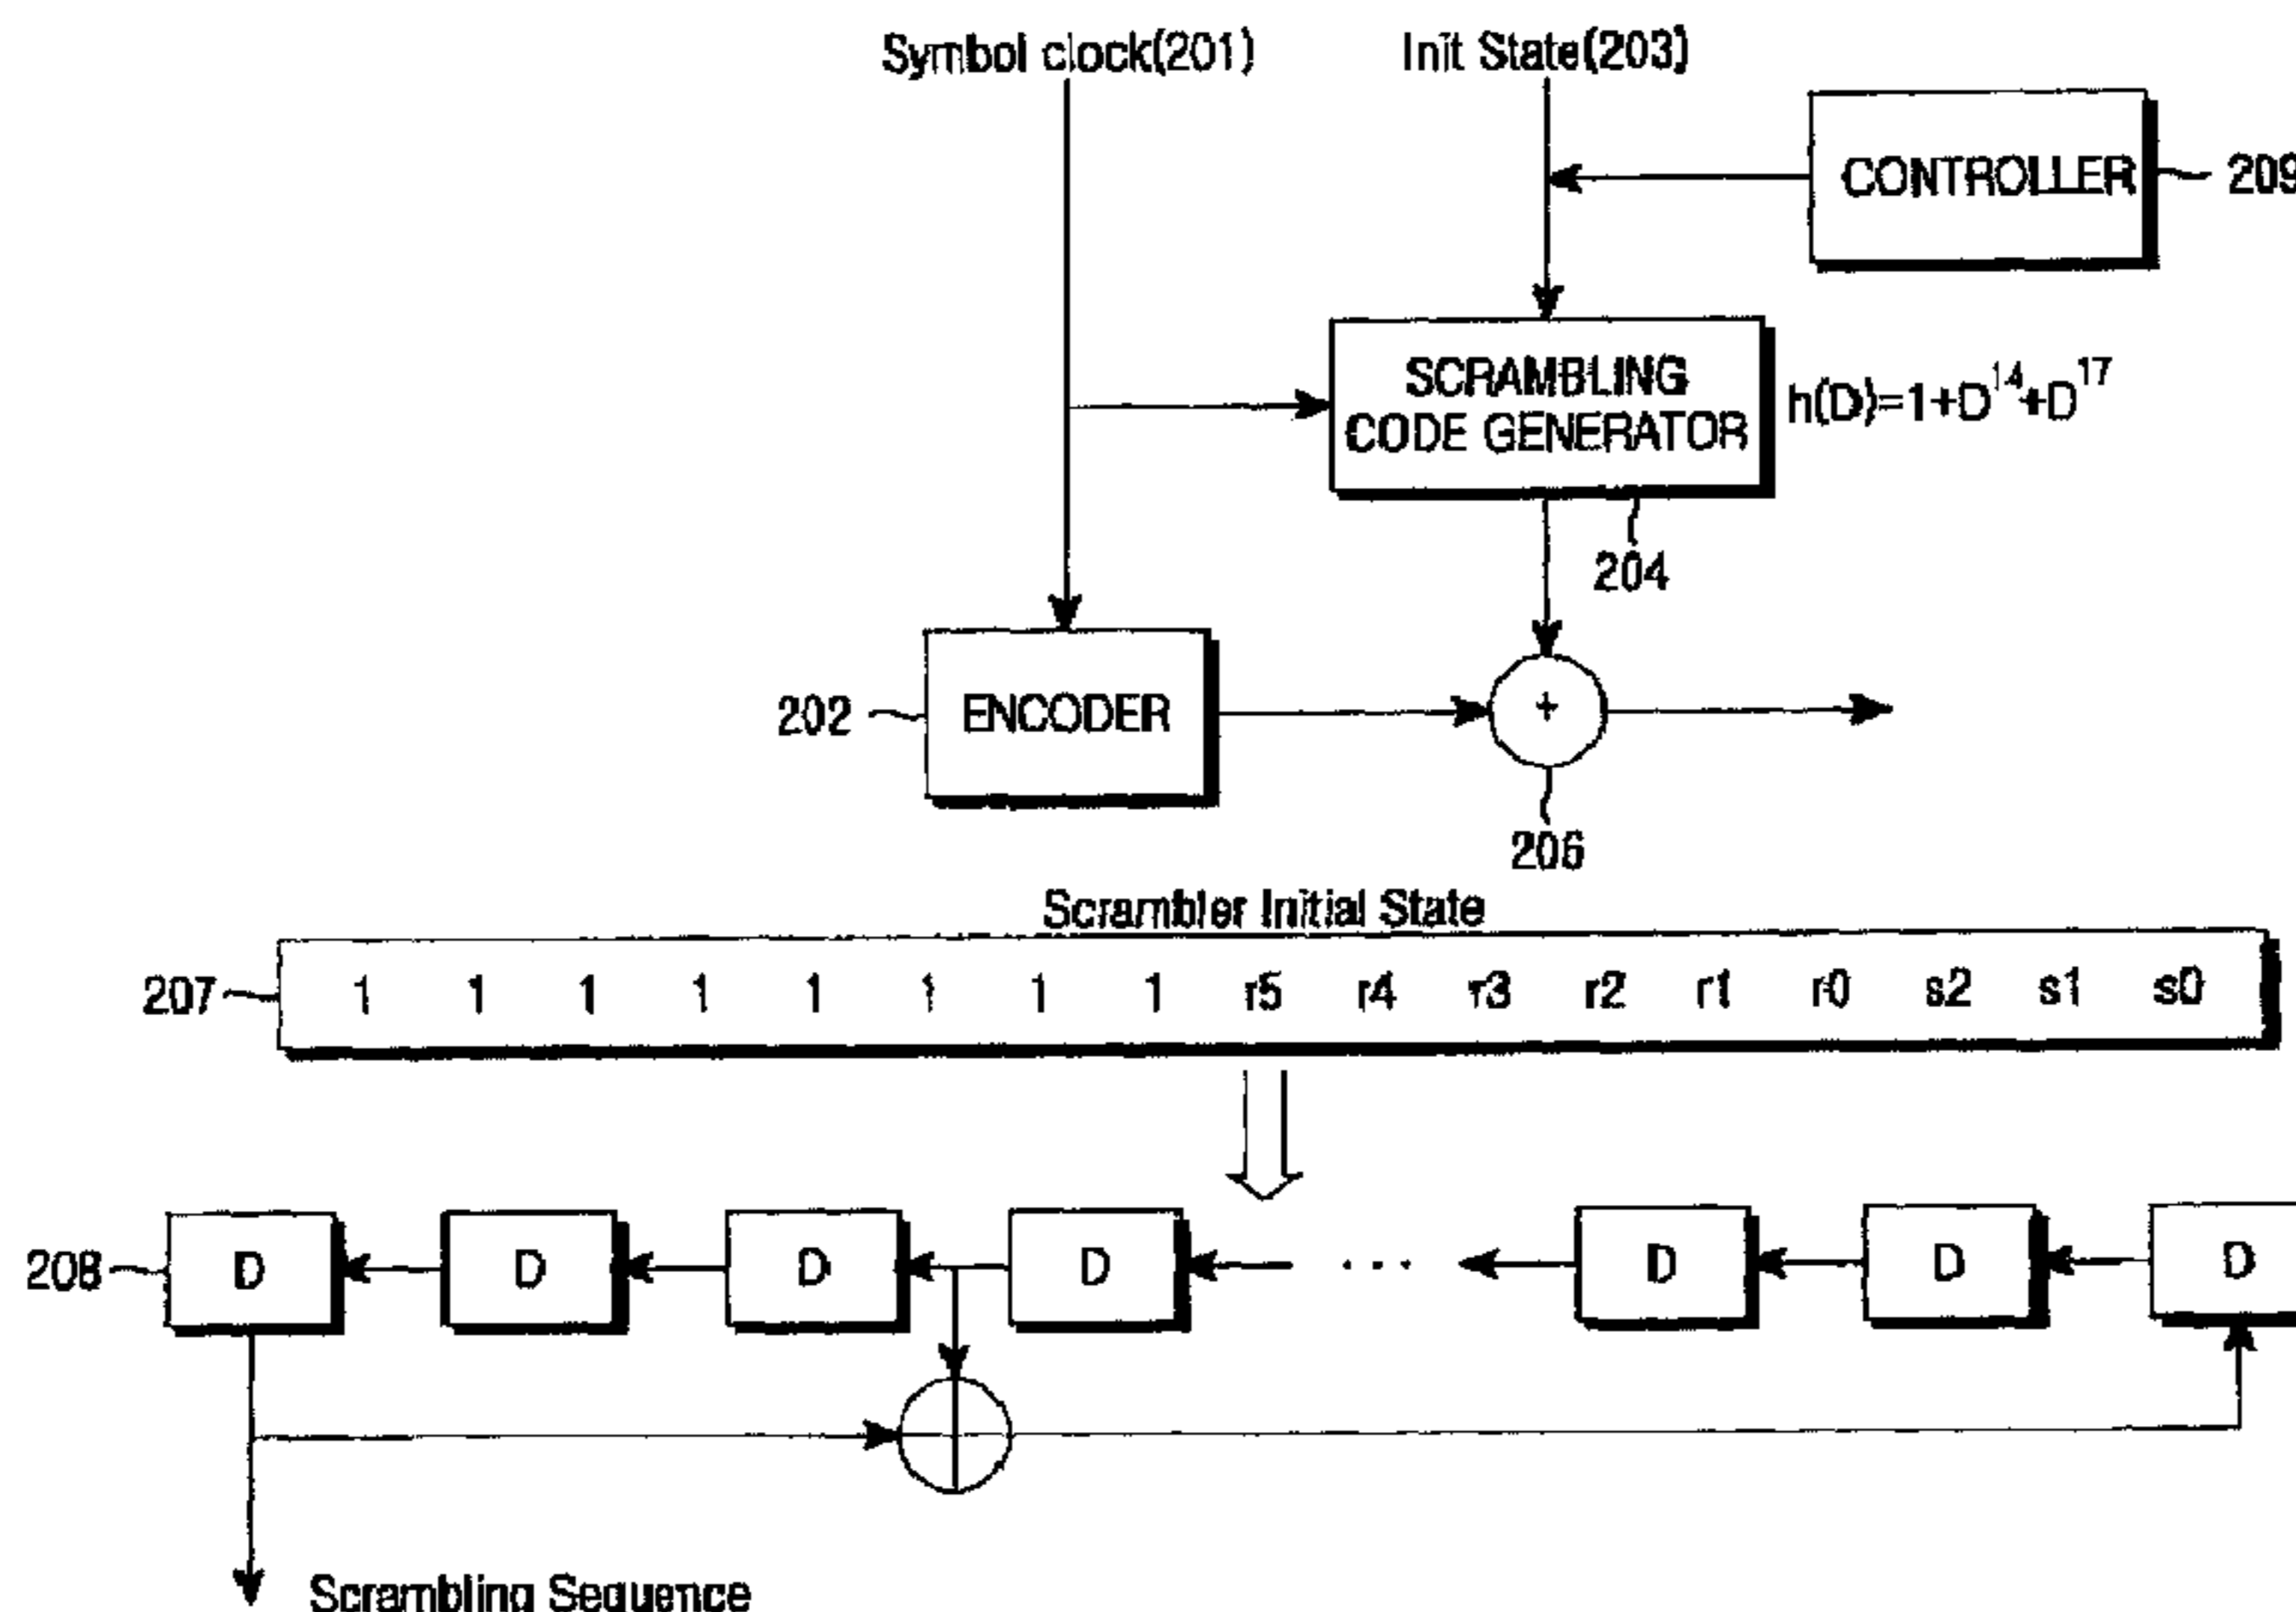 Symbol clock(201) Init State(203)
CONTROLLER 209
SCRAMBLING
CODE GENERATOR
h(D)=1+D^14+D^17
204
202 ENCODER +
206
Scrambler Initial State
207 1 1 1 1 1 1 1 1 r5 r4 r3 r2 r1 r0 s2 s1 s0
208 D D D D . . . D D D
Scrambling Sequence